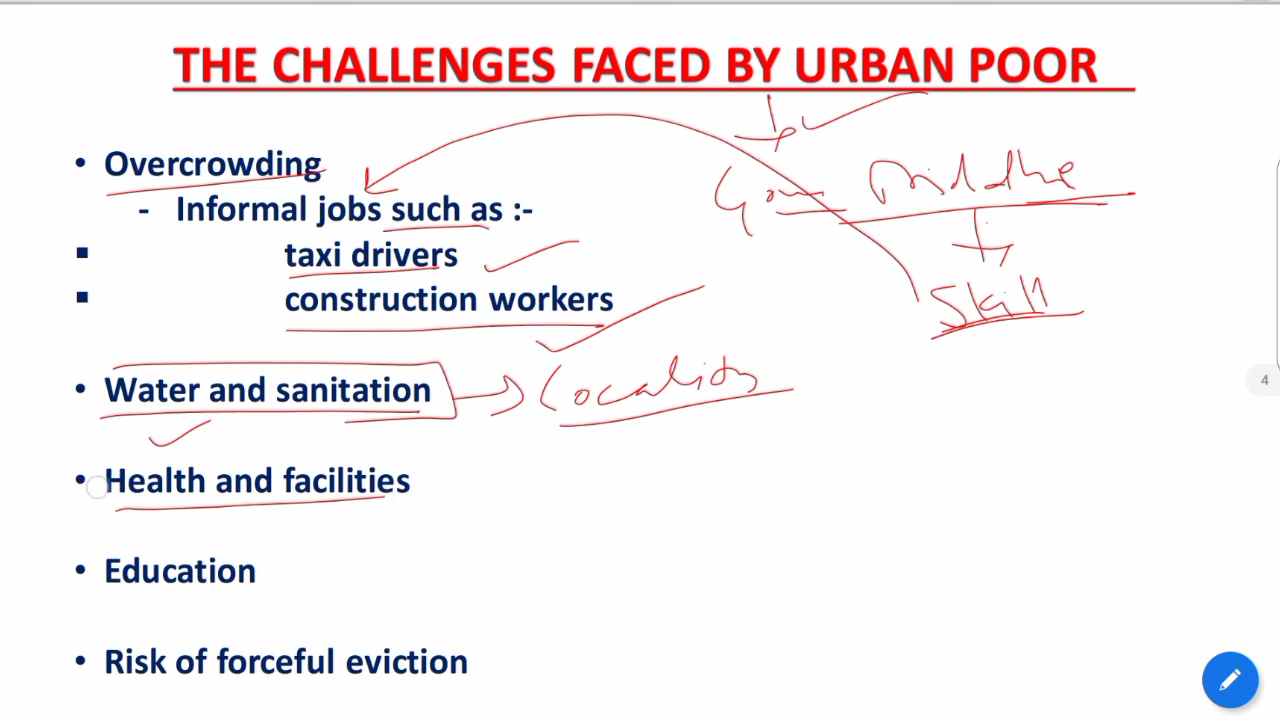 THE CHALLENGES FACED BY URBAN POOR
• Overcrowding
- Informal jobs such as :-
▪ taxi drivers
▪ construction workers
Skill
• Water and sanitation
Locality
4
• Health and facilities
• Education
• Risk of forceful eviction